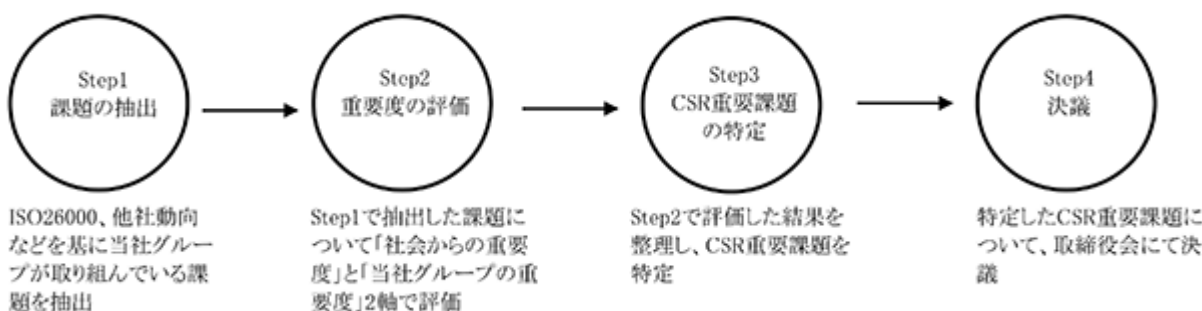 Step1
課題の抽出
Step2
重要度の評価
Step3
CSR重要課題
の特定
Step4
決議
ISO26000、他社動向
などを基に当社グルー
プが取り組んでいる課
題を抽出
Step1で抽出した課題に
ついて「社会からの重要
度」と「当社グループの重
要度」2軸で評価
Step2で評価した結果を
整理し、CSR重要課題を
特定
特定したCSR重要課題に
ついて、取締役会にて決
議